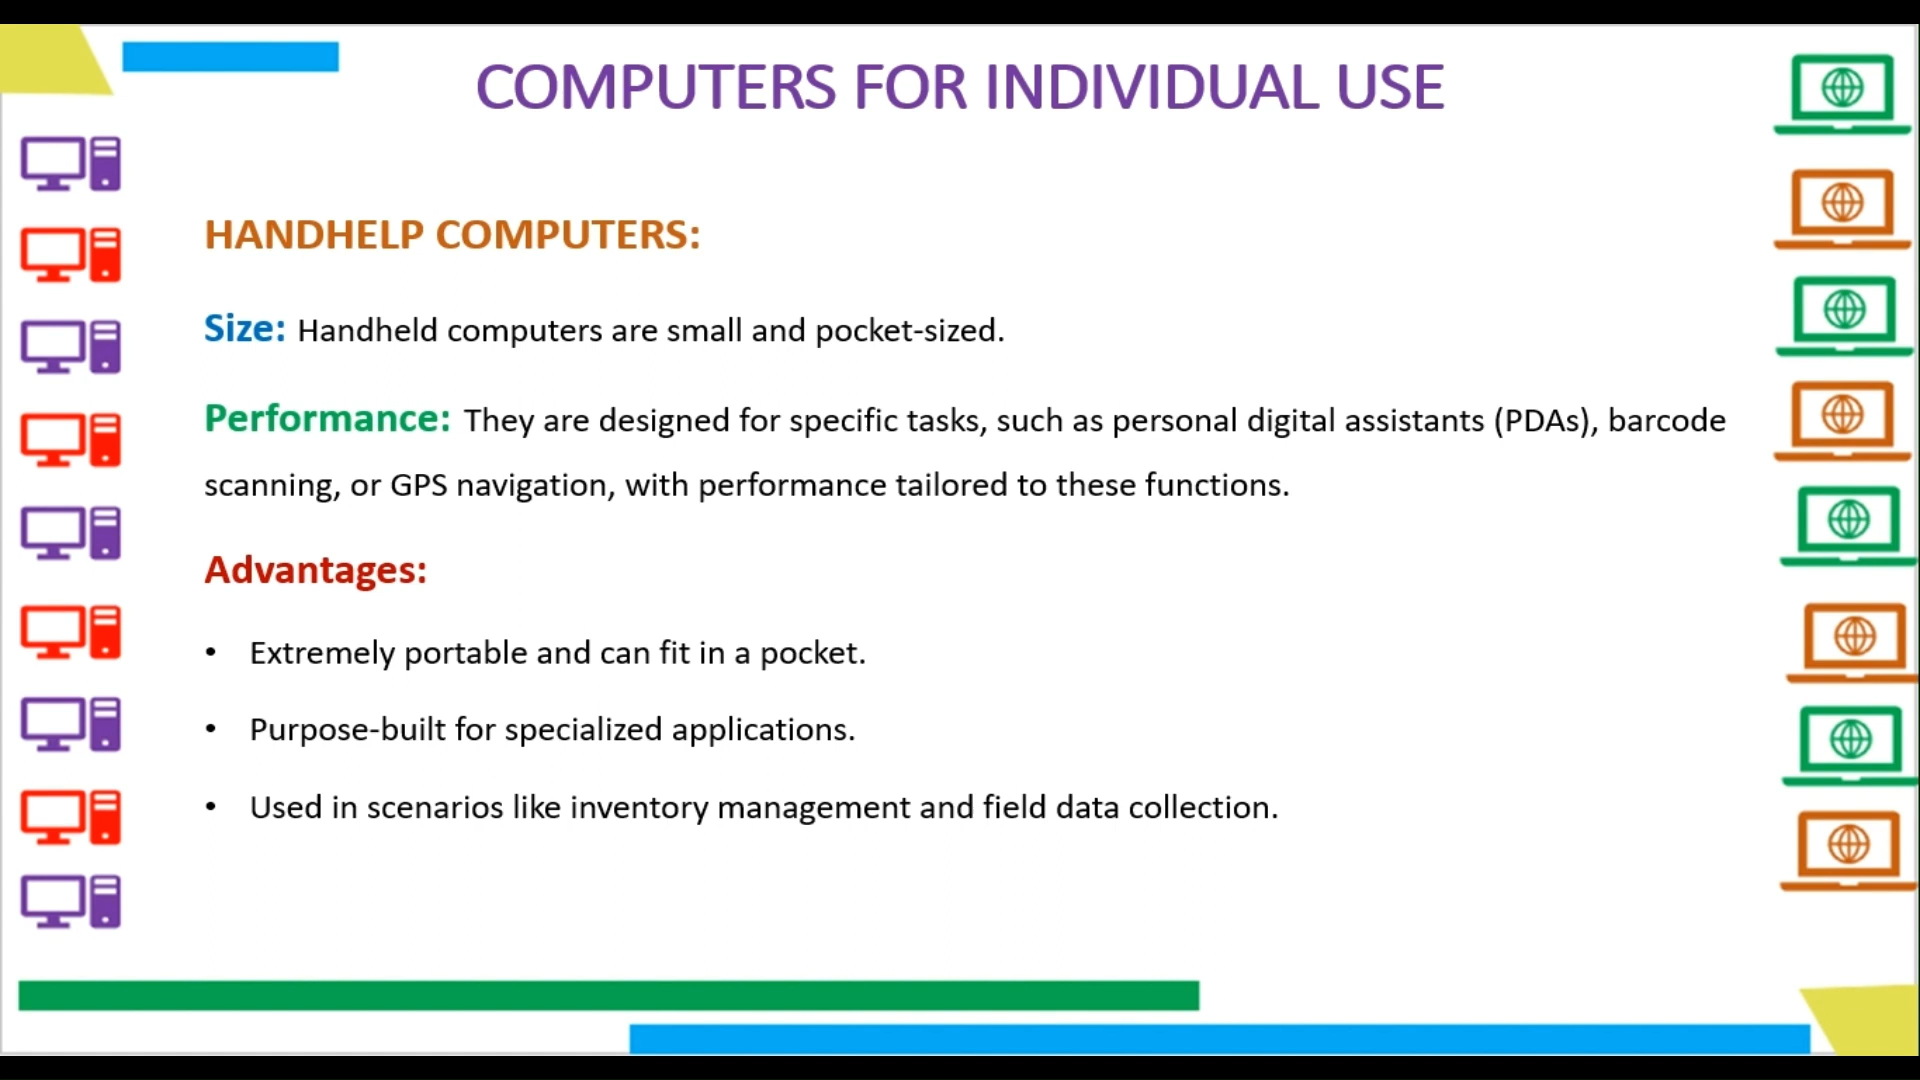 COMPUTERS FOR INDIVIDUAL USE
HANDHELP COMPUTERS:
Size: Handheld computers are small and pocket-sized.
Performance: They are designed for specific tasks, such as personal digital assistants (PDAs), barcode
scanning, or GPS navigation, with performance tailored to these functions.
Advantages:
• Extremely portable and can fit in a pocket.
• Purpose-built for specialized applications.
• Used in scenarios like inventory management and field data collection.